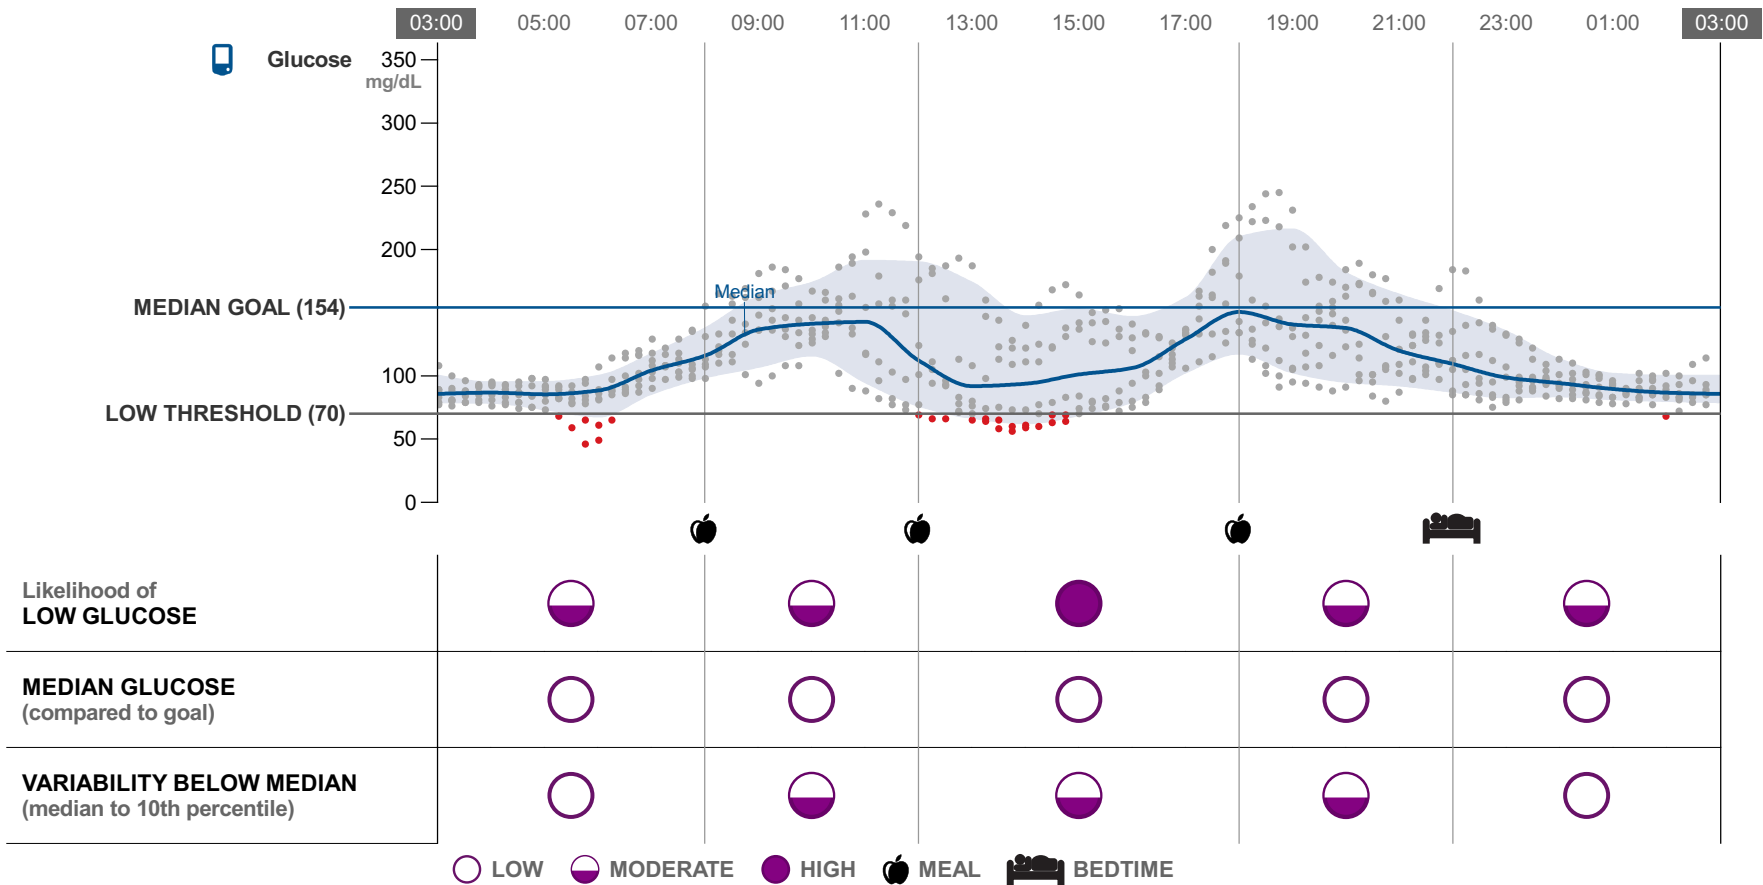 03:00 05:00 07:00 09:00 11:00 13:00 15:00 17:00 19:00 21:00 23:00 01:00 03:00
Glucose
mg/dL
350
300
250
200
Median
MEDIAN GOAL (154)
100
LOW THRESHOLD (70)
50
0
Likelihood of
LOW GLUCOSE
MEDIAN GLUCOSE
(compared to goal)
VARIABILITY BELOW MEDIAN
(median to 10th percentile)
LOW MODERATE HIGH MEAL BEDTIME